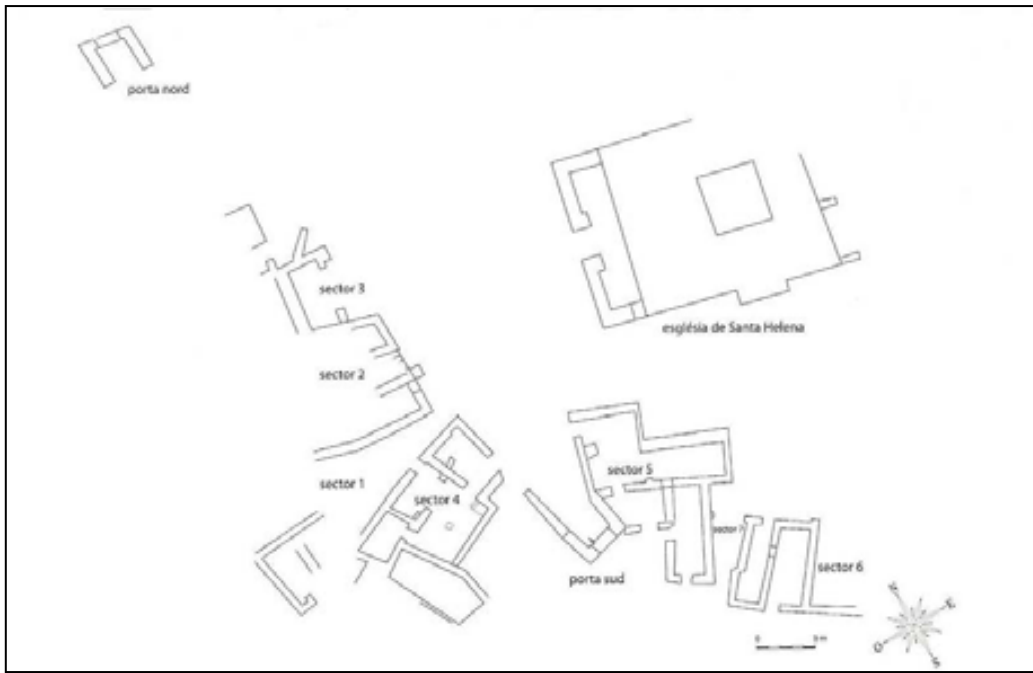 porta nord
sector 3
església de Santa Helena
sector 2
sector 5
sector 1
sector 4
sector 6
porta sud
E
O
S
0